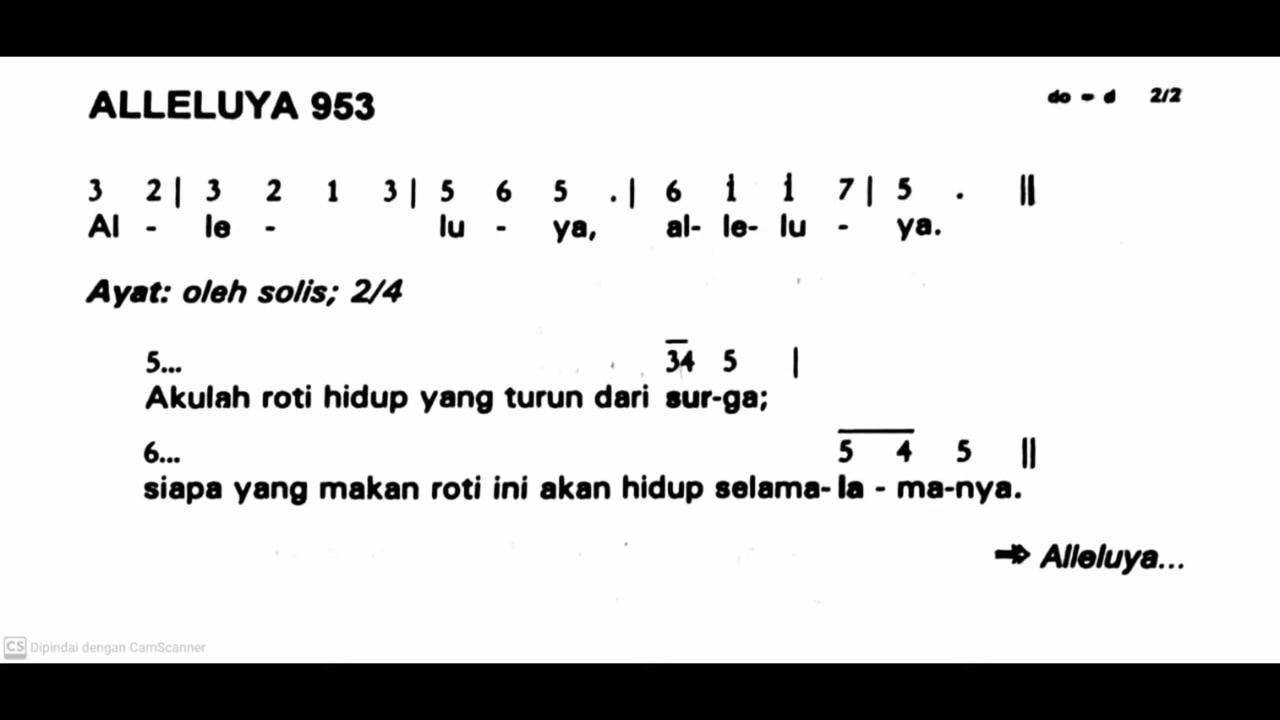 ALLELUYA 953 do = d 2/2
3 2 | 3 2 1 3 | 5 6 5 . | 6 1̇ 1̇ 7 | 5 . ||
Al - le - lu - ya, al- le- lu - ya.
Ayat: oleh solis; 2/4
5... 3̅4̅ 5 |
Akulah roti hidup yang turun dari sur-ga;
6... 5̅ 4̅ 5 ||
siapa yang makan roti ini akan hidup selama- la - ma-nya.
⇒ Alleluya...
CS Dipindai dengan CamScanner